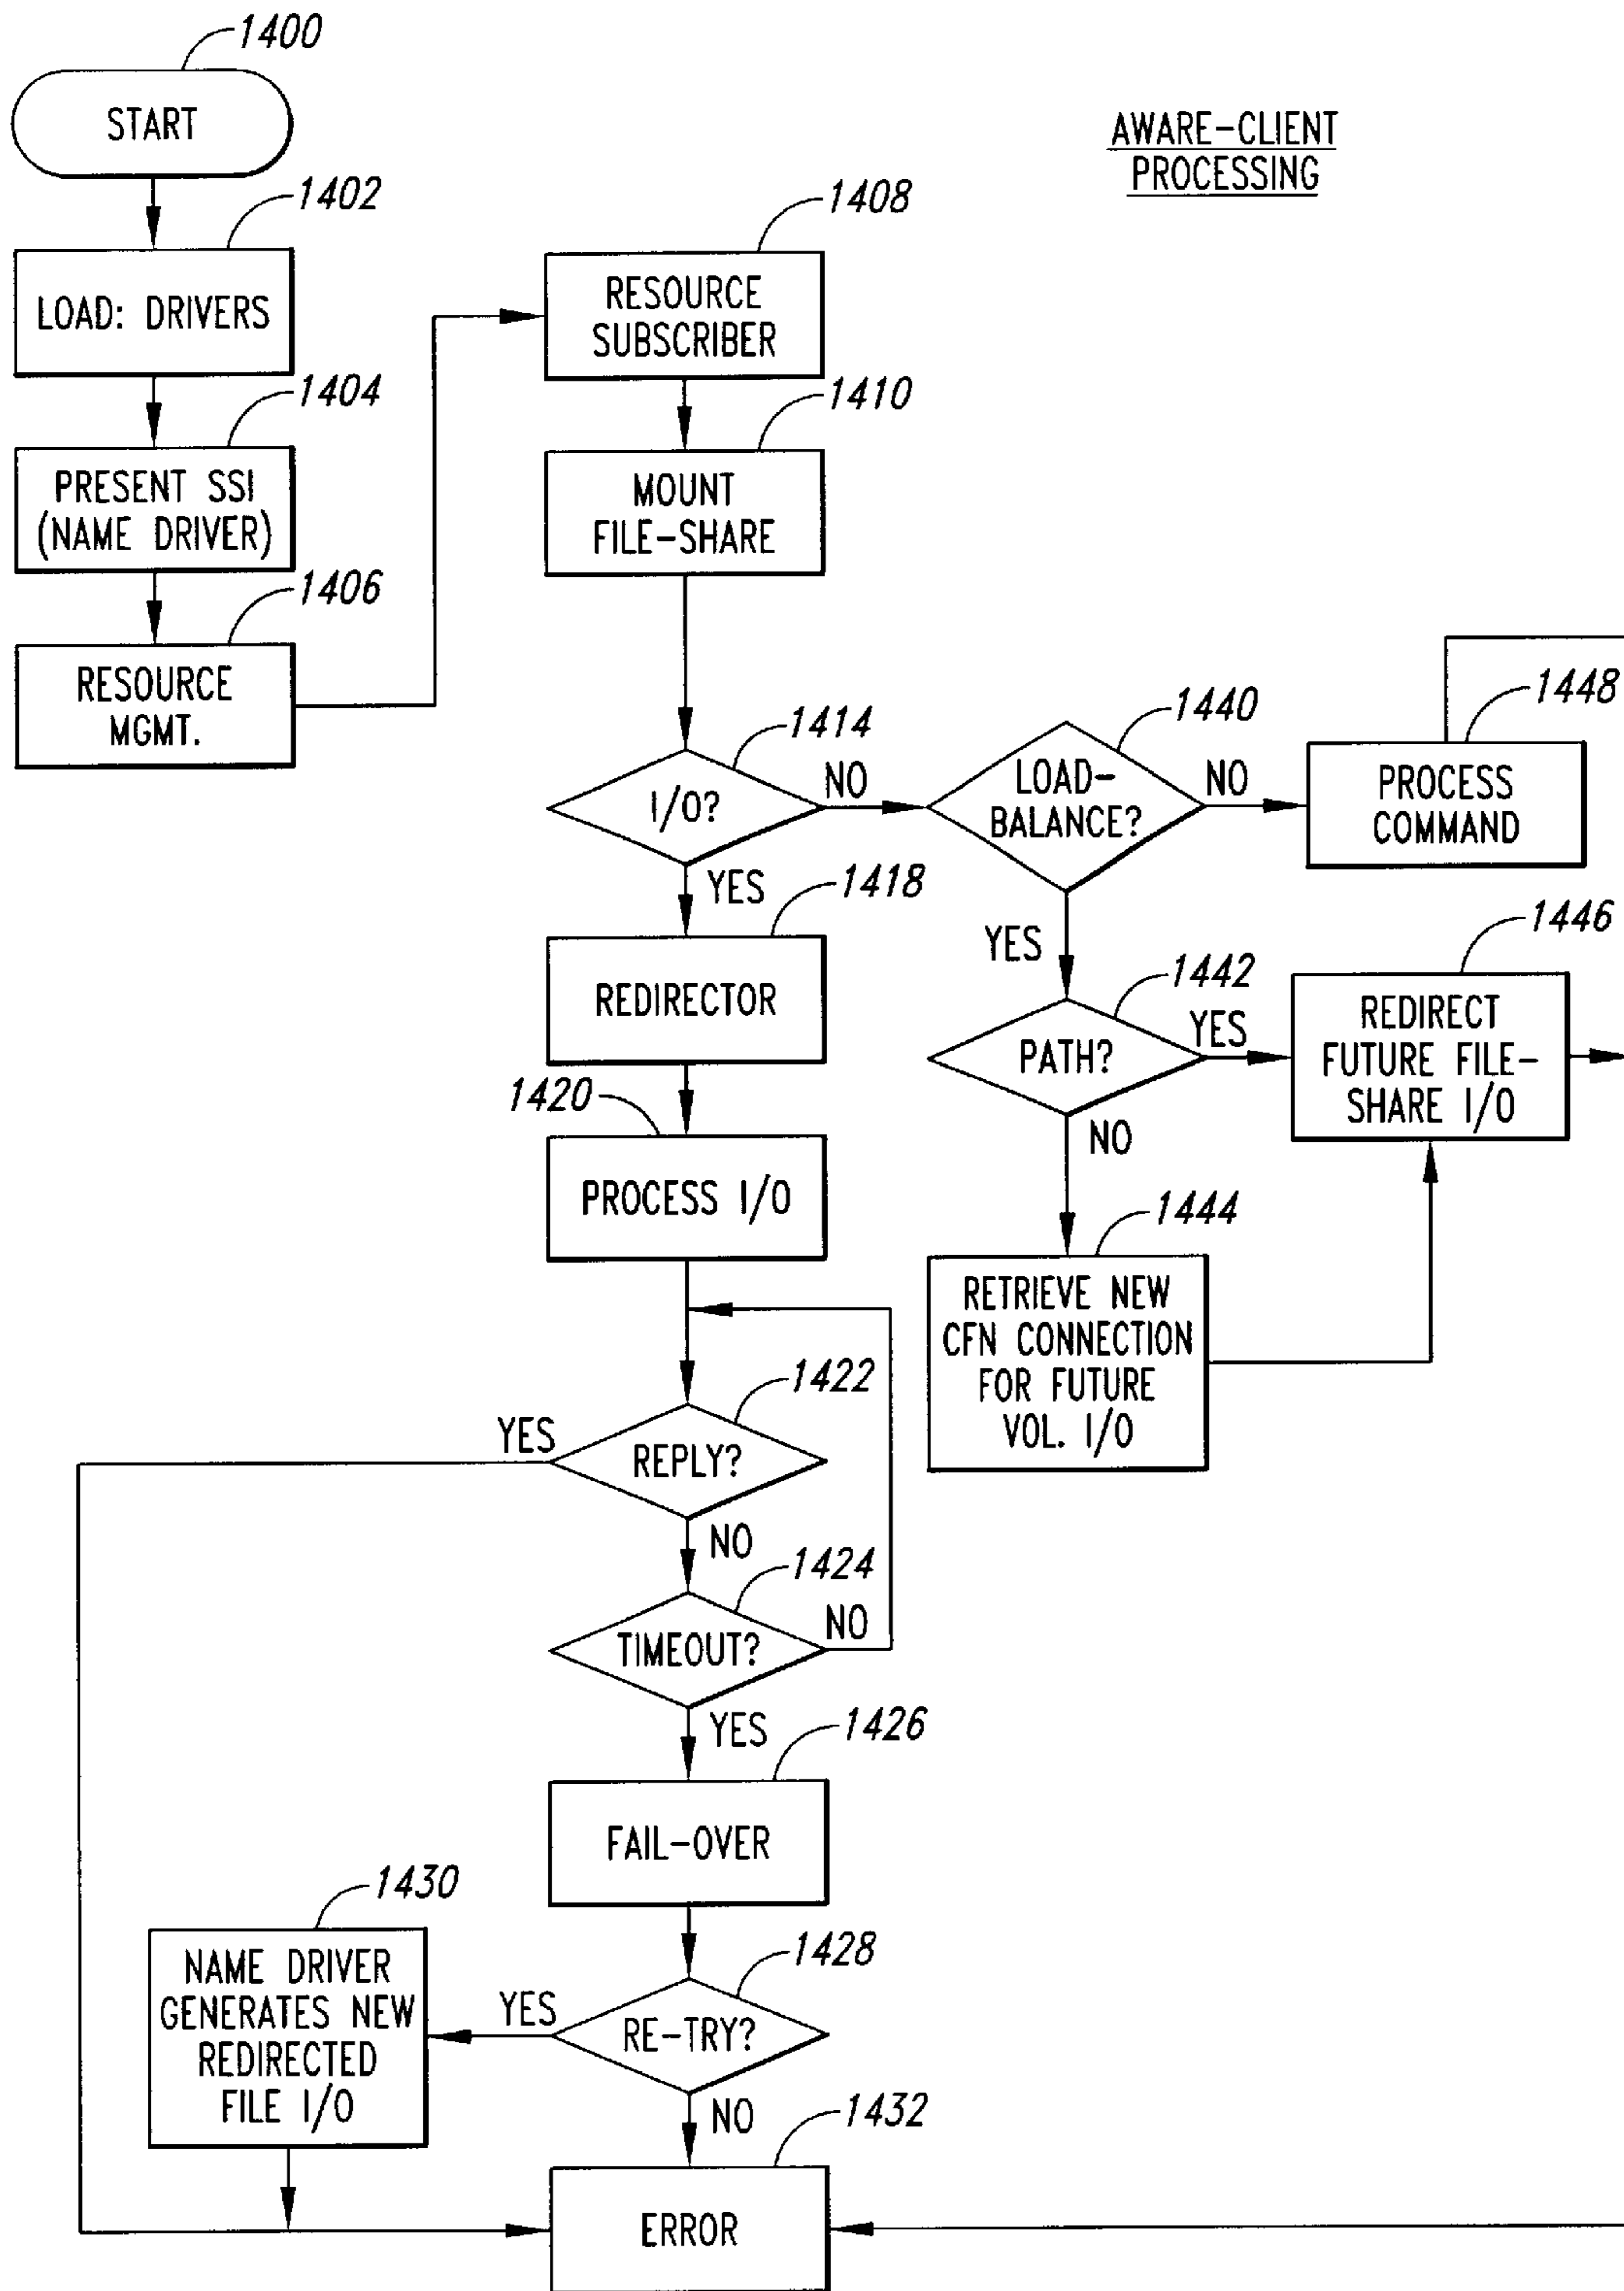 1400
START
AWARE-CLIENT
PROCESSING
1402
LOAD: DRIVERS
1404
PRESENT SSI
(NAME DRIVER)
1406
RESOURCE
MGMT.
1408
RESOURCE
SUBSCRIBER
1410
MOUNT
FILE-SHARE
1414
I/O?
NO
YES
1440
LOAD-
BALANCE?
NO
YES
1448
PROCESS
COMMAND
1418
REDIRECTOR
1442
PATH?
YES
NO
1446
REDIRECT
FUTURE FILE-
SHARE I/O
1420
PROCESS I/O
1444
RETRIEVE NEW
CFN CONNECTION
FOR FUTURE
VOL. I/O
1422
REPLY?
YES
NO
1424
TIMEOUT?
NO
YES
1426
FAIL-OVER
1428
RE-TRY?
YES
NO
1430
NAME DRIVER
GENERATES NEW
REDIRECTED
FILE I/O
1432
ERROR